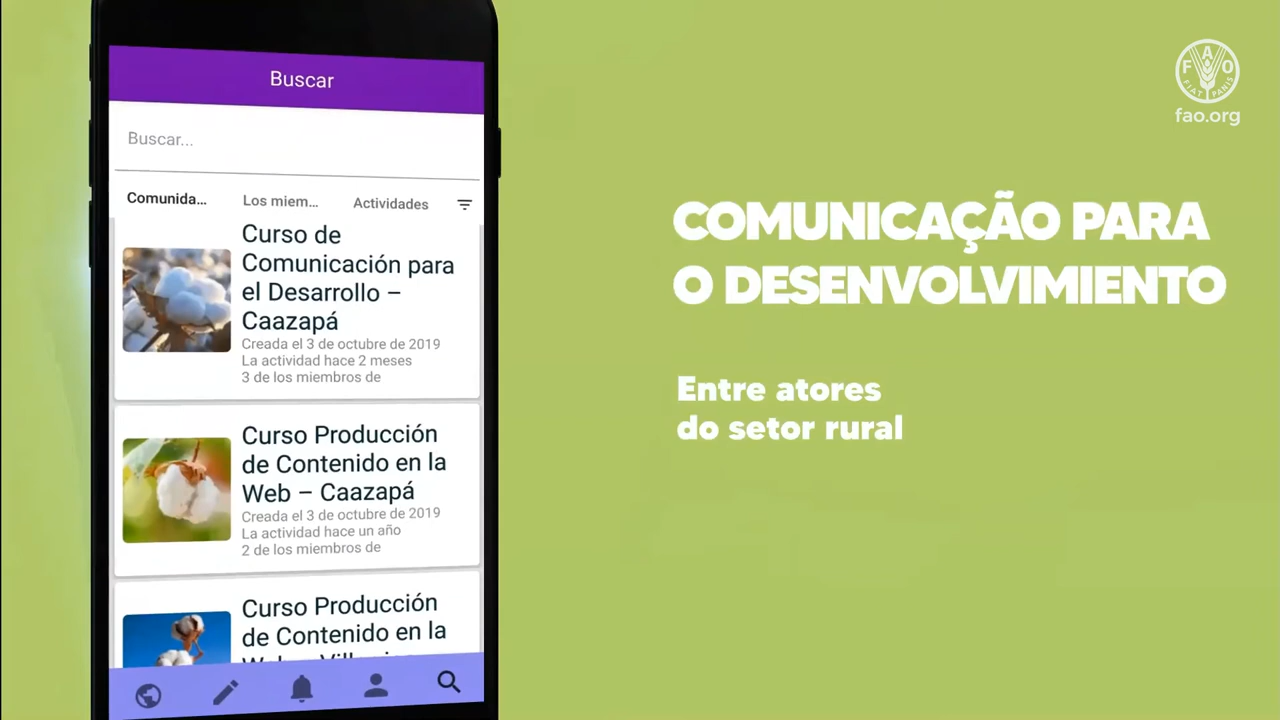 Buscar
Buscar...
Comunida...
Los miem...
Actividades
Curso de
Comunicación para
el Desarrollo –
Caazapá
Creada el 3 de octubre de 2019
La actividad hace 2 meses
3 de los miembros de
Curso Producción
de Contenido en la
Web – Caazapá
Creada el 3 de octubre de 2019
La actividad hace un año
2 de los miembros de
Curso Producción
de Contenido en la
FAO
FIAT PANIS
fao.org
COMUNICAÇÃO PARA
O DESENVOLVIMIENTO
Entre atores
do setor rural